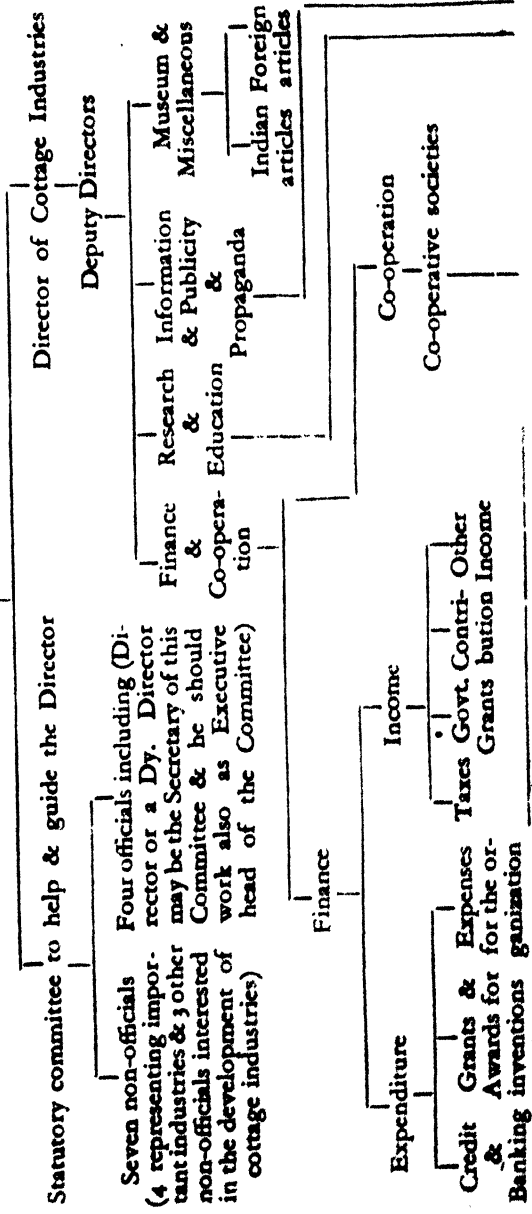 Statutory committee to help & guide the Director
Director of Cottage Industries
Seven non-officials
(4 representing impor-
tant industries & 3 other
non-officials interested
in the development of
cottage industries)
Four officials including (Di-
rector or a Dy. Director
may be the Secretary of this
Committee & he should
work also as Executive
head of the Committee)
Deputy Directors
Finance
&
Co-opera-
tion
Research
&
Education
Information
& Publicity
&
Propaganda
Museum &
Miscellaneous
Indian
articles
Foreign
articles
Finance
Co-operation
Co-operative societies
Expenditure
Income
Credit
&
Banking
Grants &
Awards for
inventions
Expenses
for the or-
ganization
Taxes
Govt.
Grants
Contri-
bution
Other
Income